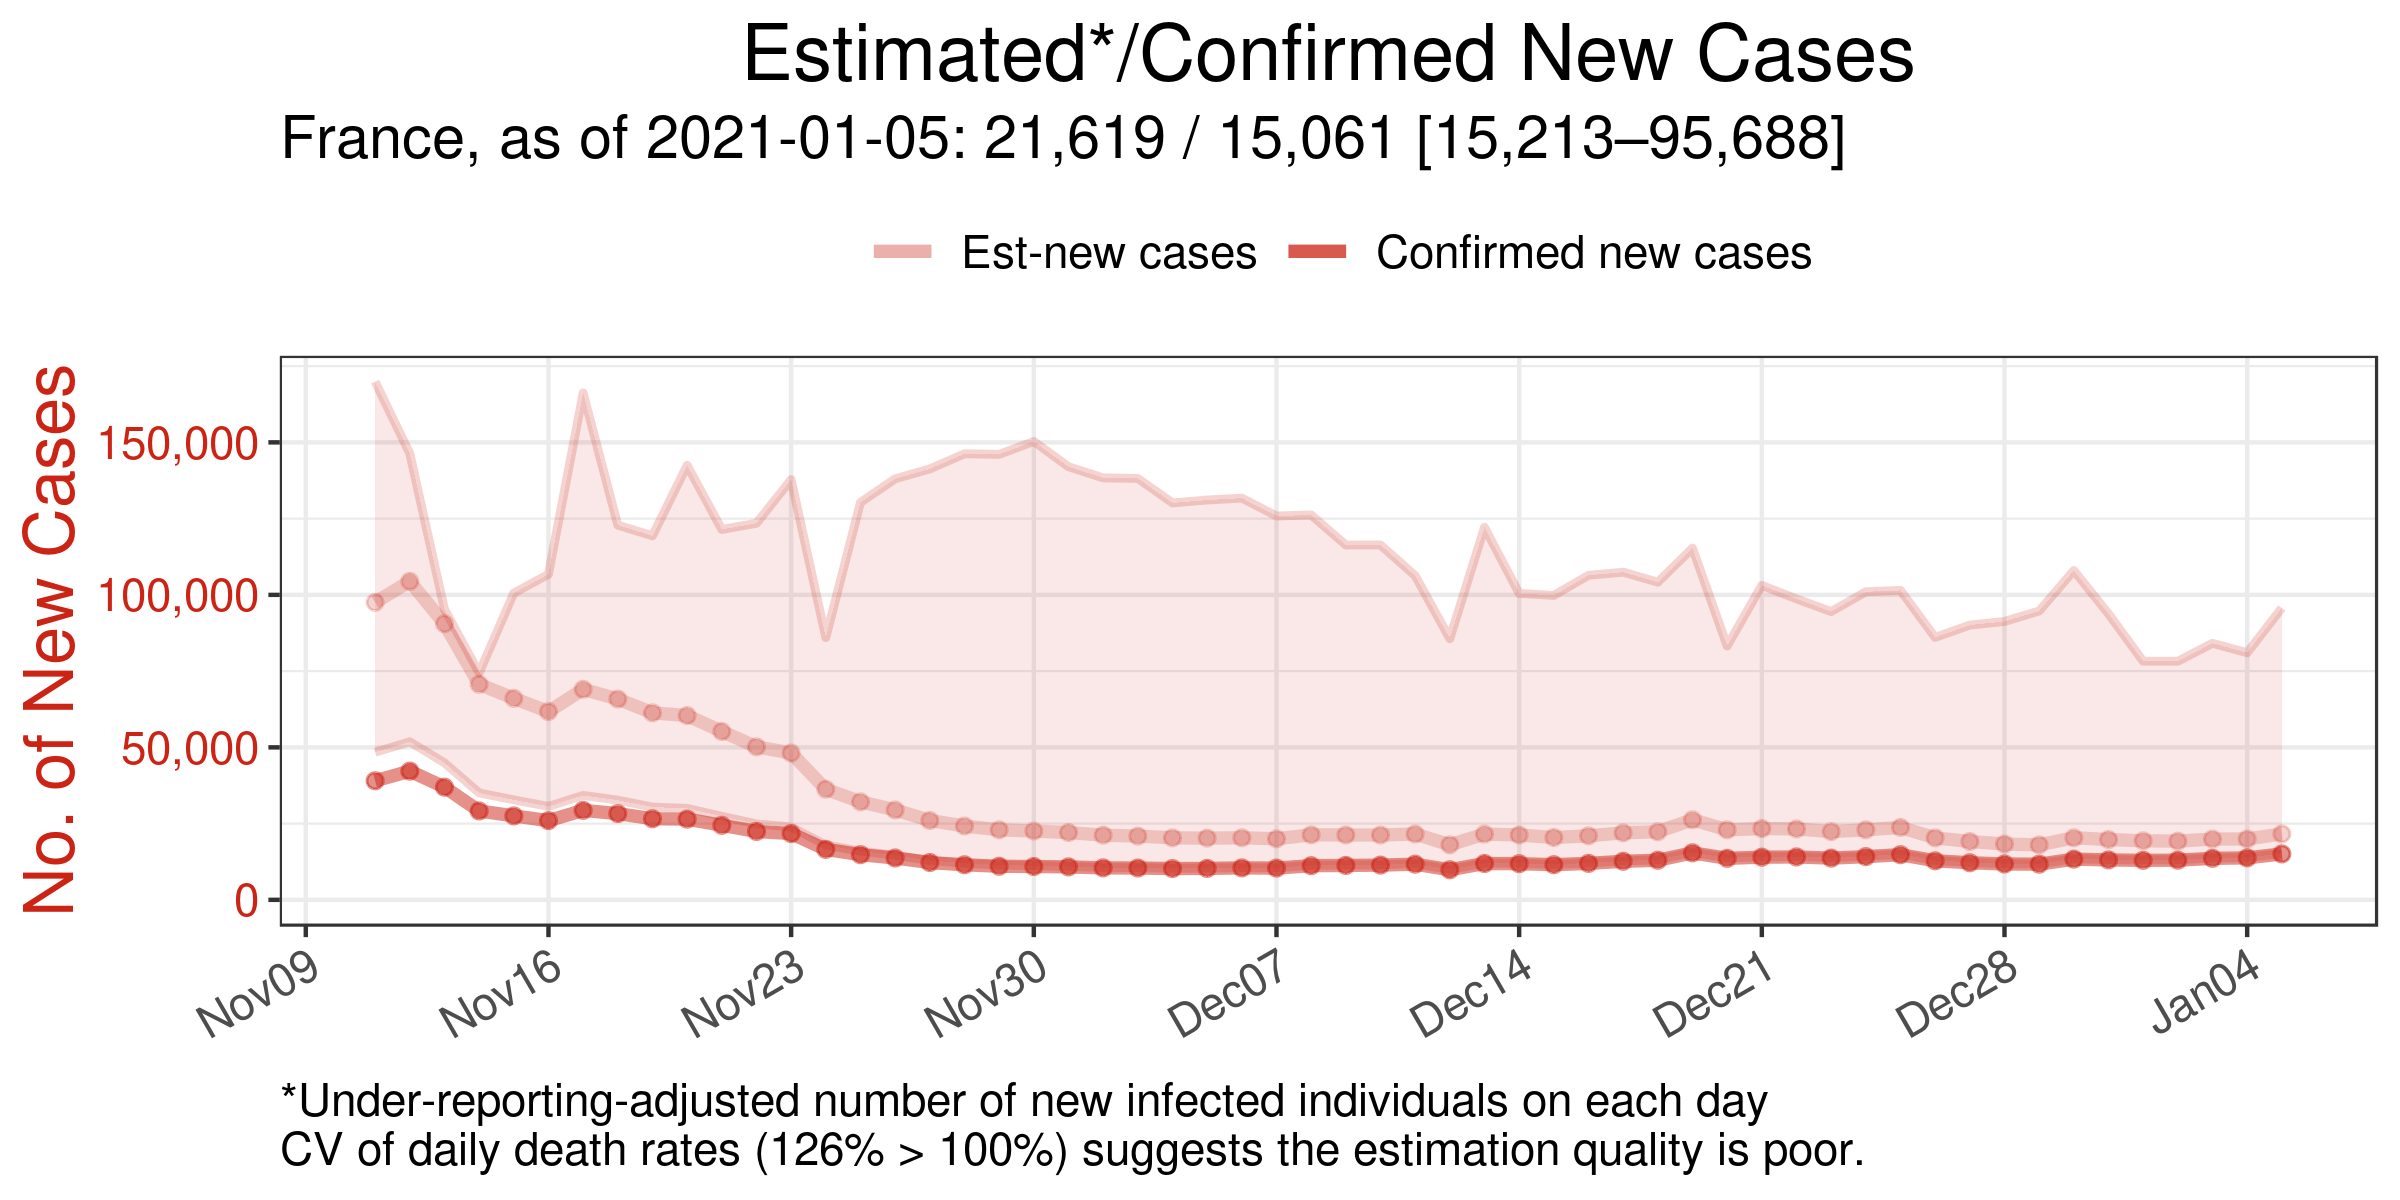 Estimated*/Confirmed New Cases
France, as of 2021-01-05: 21,619 / 15,061 [15,213–95,688]
Est-new cases
Confirmed new cases
No. of New Cases
150,000
100,000
50,000
0
Nov09
Nov16
Nov23
Nov30
Dec07
Dec14
Dec21
Dec28
Jan04
*Under-reporting-adjusted number of new infected individuals on each day
CV of daily death rates (126% > 100%) suggests the estimation quality is poor.